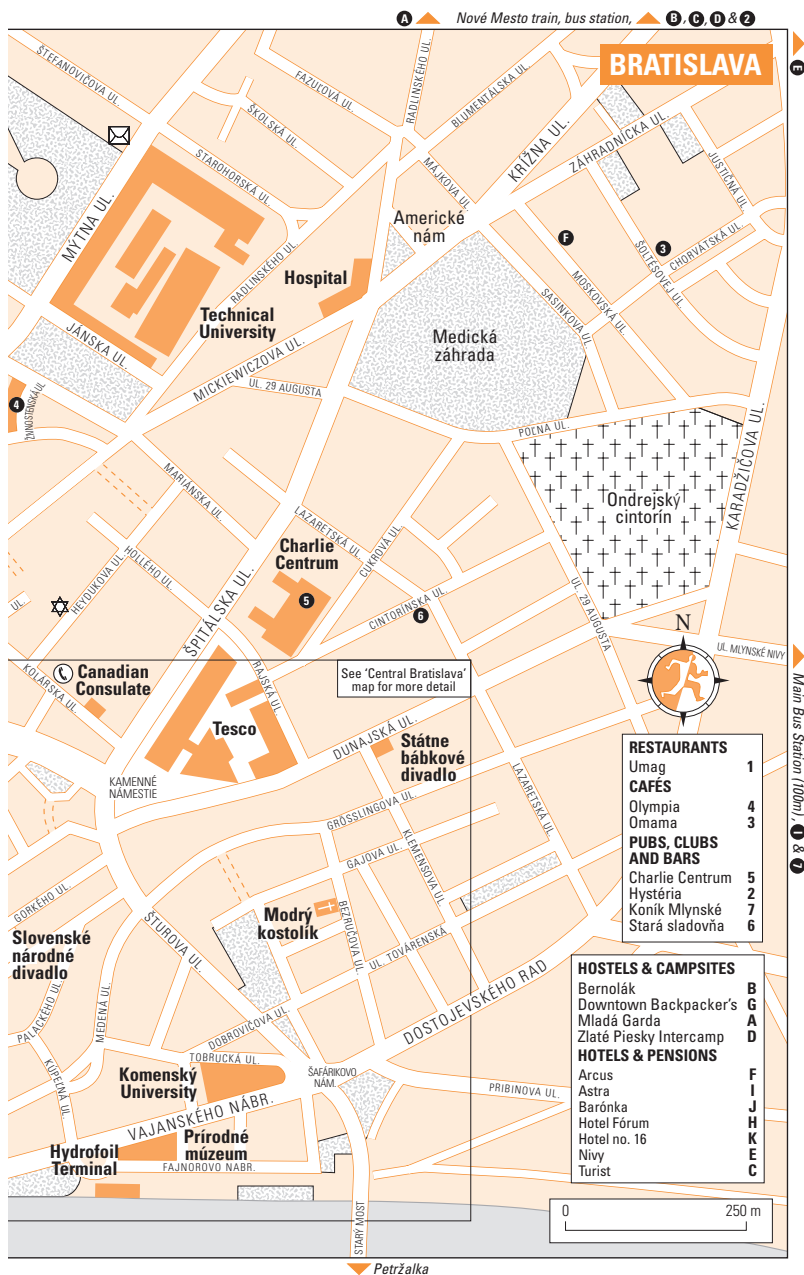 A Nové Mesto train, bus station, B, C, D & 2
E
BRATISLAVA
ŠTEFANOVIČOVA UL.
FAZUĽOVÁ UL.
RADLINSKÉHO UL.
BLUMENTÁLSKA UL.
ŠKOLSKÁ UL.
KRÍŽNA UL.
ZÁHRADNÍCKA UL.
STAROHORSKÁ UL.
MÁJKOVA UL.
JUSTIČNÁ UL.
MÝTNA UL.
Americké
nám
F
3
CHORVÁTSKÁ UL.
ŠOLTÉSOVEJ UL.
MOSKOVSKÁ UL.
SASINKOVA UL.
RADLINSKÉHO UL.
Hospital
Technical
University
Medická
záhrada
JÁNSKA UL.
MICKIEWICZOVA UL.
UL. 29 AUGUSTA
4
POĽNÁ UL.
KARADŽIČOVA UL.
MARIÁNSKA UL.
Ondrejský
cintorín
LAZARETSKÁ UL.
Charlie
Centrum
CUKROVÁ UL.
HOLLÉHO UL.
HEYDUKOVA UL.
UL.
ŠPITÁLSKA UL.
5
CINTORÍNSKA UL.
6
UL. 29 AUGUSTA
N
UL. MLYNSKÉ NIVY
KOLÁRSKA UL.
Canadian
Consulate
RAJSKÁ UL.
See 'Central Bratislava'
map for more detail
Main Bus Station (100m), I & 7
Tesco
DUNAJSKÁ UL.
Státne
bábkové
divadlo
KAMENNÉ
NÁMESTIE
LAZARETSKÁ UL.
GRÖSSLINGOVA UL.
KLEMENSOVA UL.
GAJOVA UL.
RESTAURANTS
Umag 1
CAFÉS
Olympia 4
Omama 3
PUBS, CLUBS
AND BARS
Charlie Centrum 5
Hystéria 2
Koník Mlynské 7
Stará sladovňa 6
GORKÉHO UL.
ŠTUROVA UL.
Modrý
kostolík
BEZRUČOVA UL.
UL. TOVÁRENSKÁ
Slovenské
národné
divadlo
PALACKÉHO UL.
MEDENÁ UL.
DOBROVIČOVA UL.
DOSTOJEVSKÉHO RAD
HOSTELS & CAMPSITES
Bernolák B
Downtown Backpacker's G
Mladá Garda A
Zlaté Piesky Intercamp D
HOTELS & PENSIONS
Arcus F
Astra I
Barónka J
Hotel Fórum H
Hotel no. 16 K
Nivy E
Turist C
KÚPEĽNÁ UL.
TOBRUCKÁ UL.
ŠAFÁRIKOVO
NÁM.
Komenský
University
PRIBINOVA UL.
VAJANSKÉHO NÁBR.
Prírodné
múzeum
Hydrofoil
Terminal
FAJNOROVO NÁBR.
STARÝ MOST
0 250 m
Petržalka